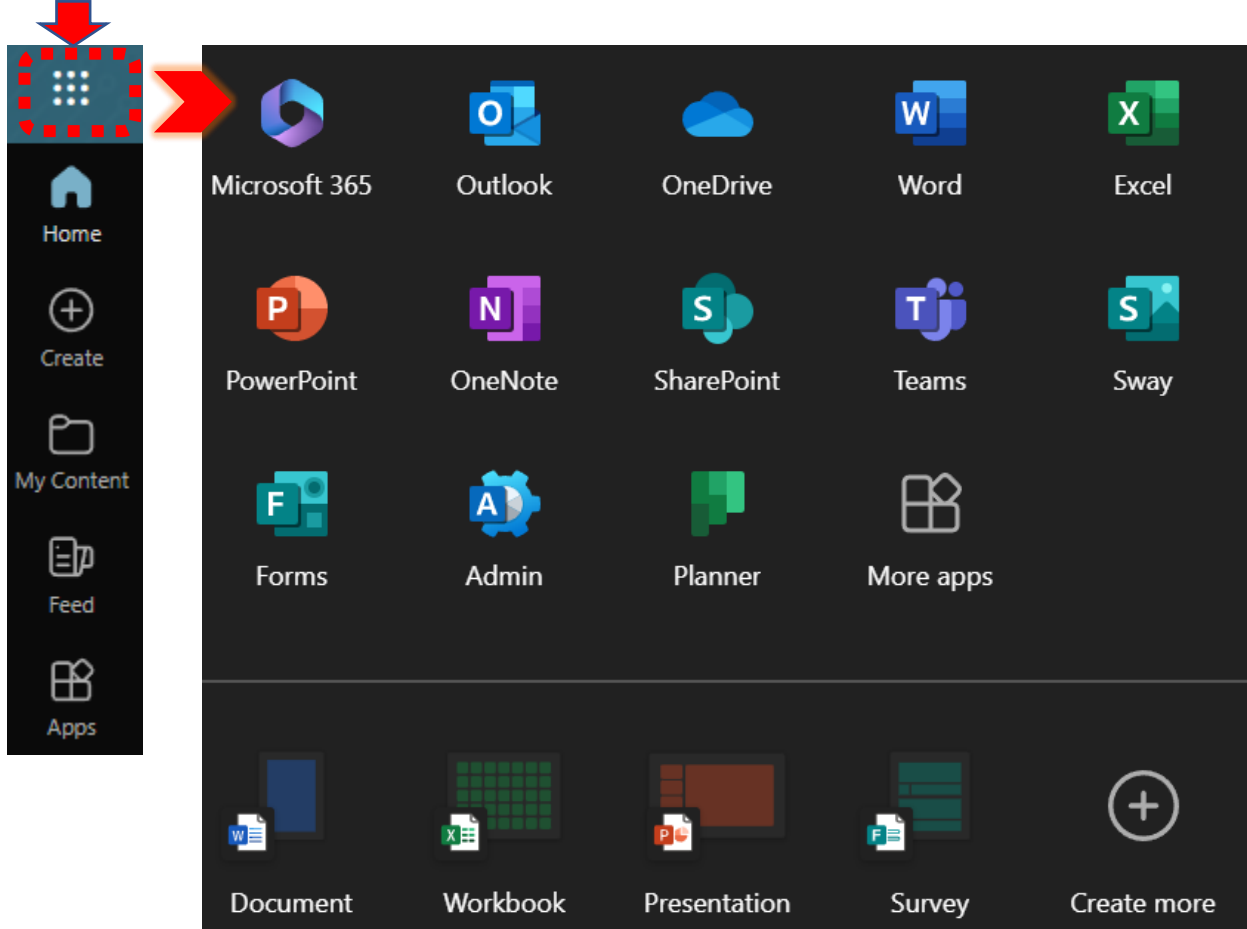 Home
Create
My Content
Feed
Apps
Microsoft 365
O
Outlook
OneDrive
W
Word
X
Excel
P
PowerPoint
N
OneNote
S
SharePoint
T
Teams
S
Sway
F
Forms
A
Admin
Planner
More apps
W
Document
X
Workbook
P
Presentation
F
Survey
Create more